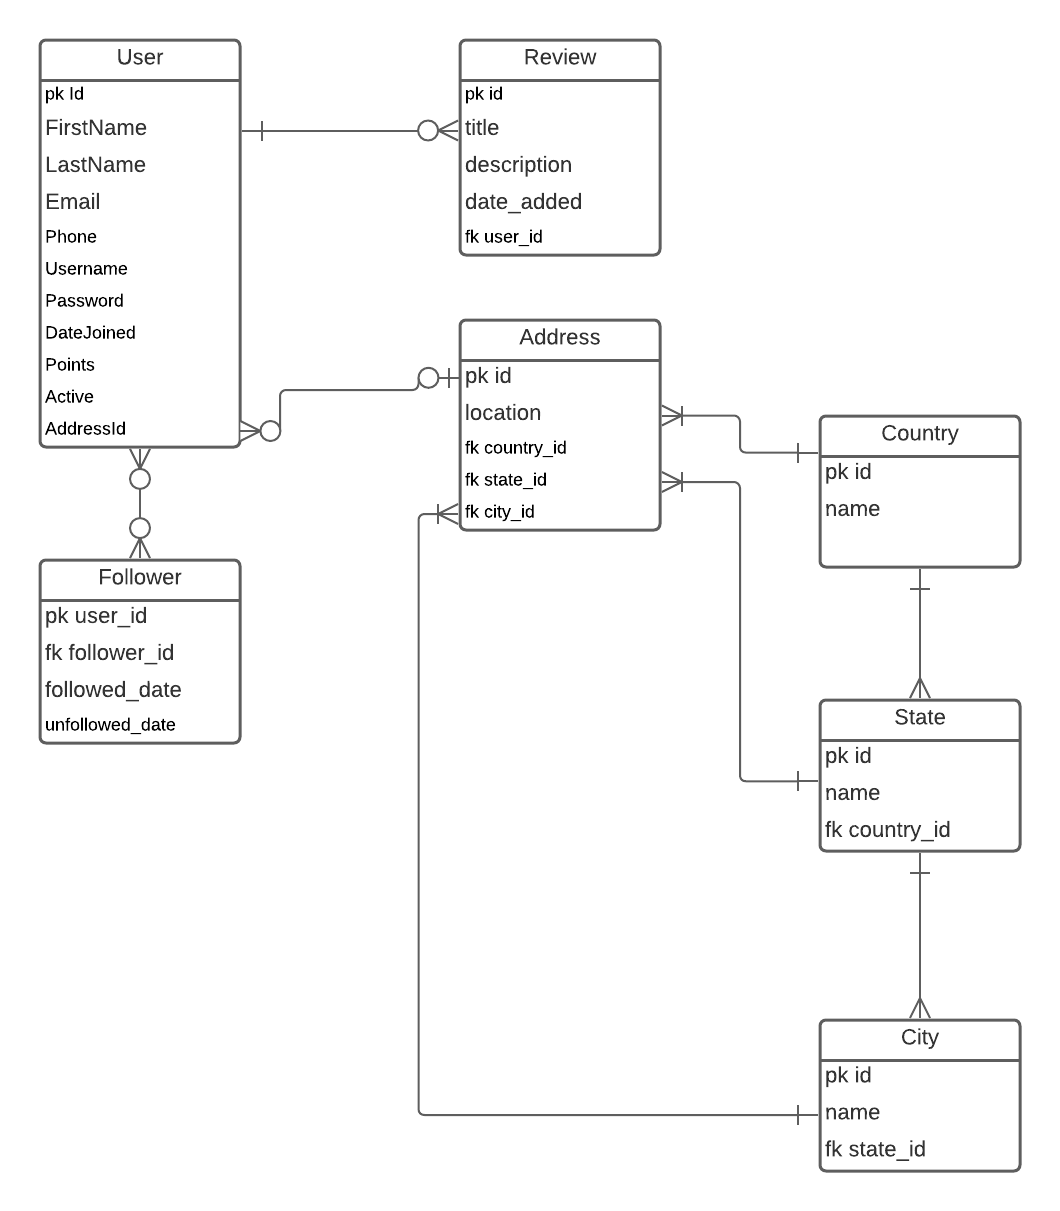 User
pk Id
FirstName
LastName
Email
Phone
Username
Password
DateJoined
Points
Active
AddressId
Review
pk id
title
description
date_added
fk user_id
Address
pk id
location
fk country_id
fk state_id
fk city_id
Country
pk id
name
Follower
pk user_id
fk follower_id
followed_date
unfollowed_date
State
pk id
name
fk country_id
City
pk id
name
fk state_id